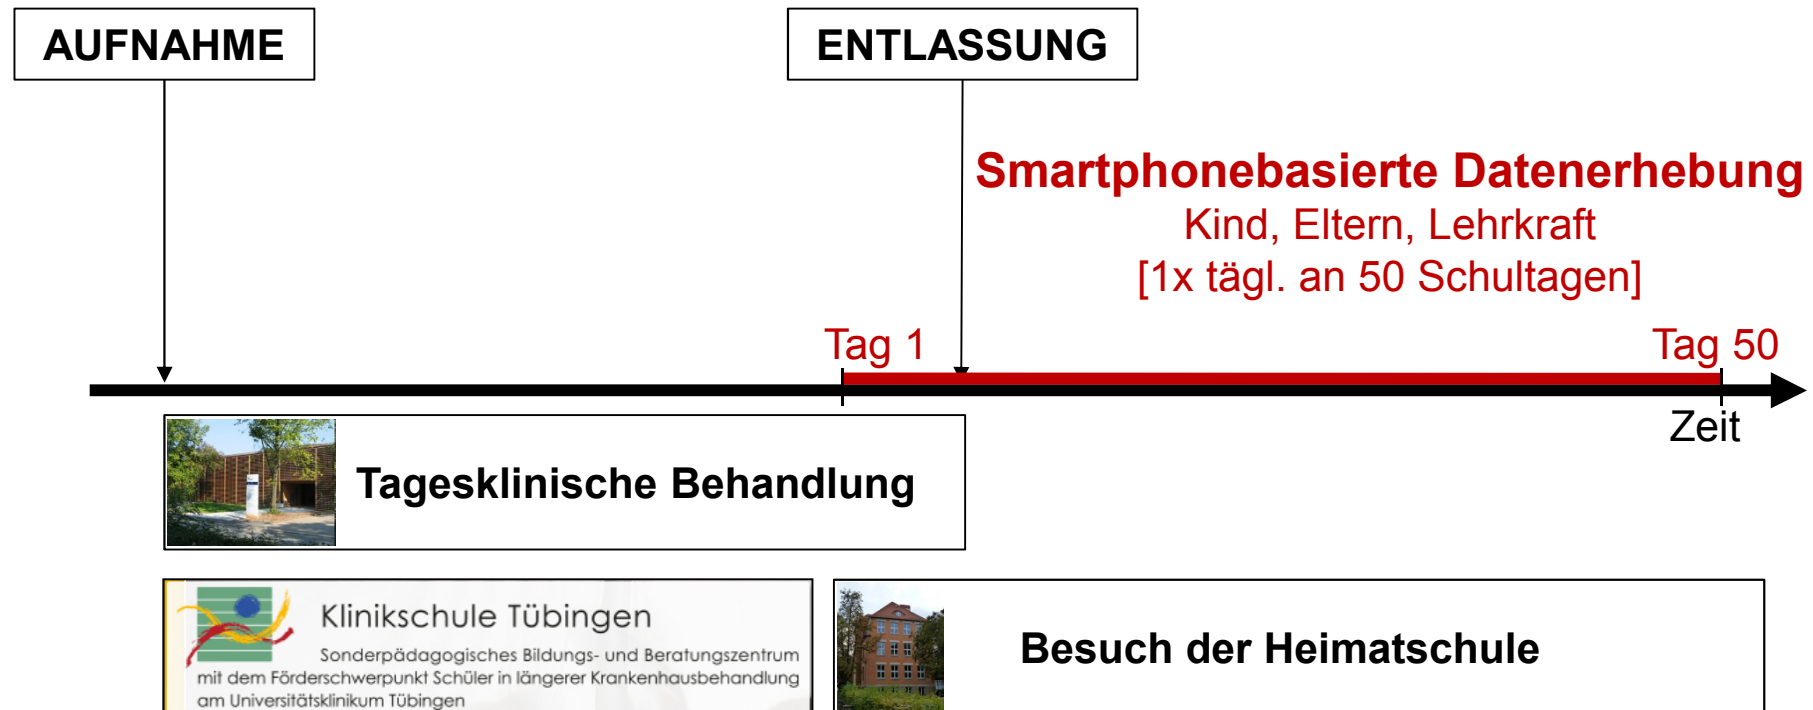 AUFNAHME
ENTLASSUNG
Smartphonebasierte Datenerhebung
Kind, Eltern, Lehrkraft
[1x tägl. an 50 Schultagen]
Tag 1
Tag 50
Zeit
Tagesklinische Behandlung
Klinikschule Tübingen
Sonderpädagogisches Bildungs- und Beratungszentrum
mit dem Förderschwerpunkt Schüler in längerer Krankenhausbehandlung
am Universitätsklinikum Tübingen
Besuch der Heimatschule